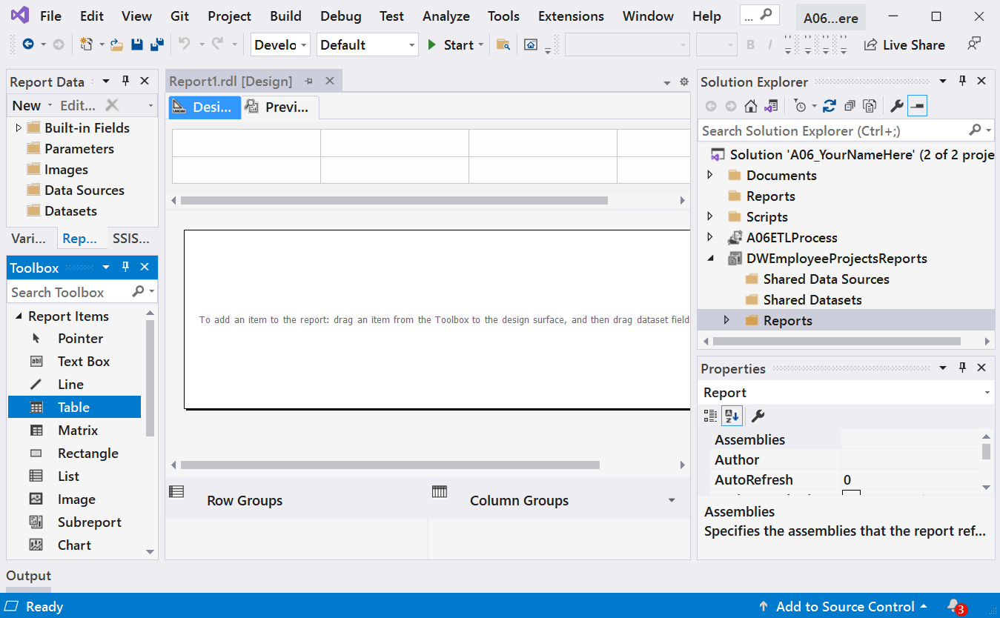 File Edit View Git Project Build Debug Test Analyze Tools Extensions Window Help ... A06...ere
Develo Default Start B I Live Share
Report Data
New Edit...
Built-in Fields
Parameters
Images
Data Sources
Datasets
Vari... Rep... SSIS...
Toolbox
Search Toolbox
Report Items
Pointer
Text Box
Line
Table
Matrix
Rectangle
List
Image
Subreport
Chart
Report1.rdl [Design]
Desi... Previ...
To add an item to the report: drag an item from the Toolbox to the design surface, and then drag dataset field
Row Groups Column Groups
Solution Explorer
Search Solution Explorer (Ctrl+;)
Solution 'A06_YourNameHere' (2 of 2 proje
Documents
Reports
Scripts
A06ETLProcess
DWEmployeeProjectsReports
Shared Data Sources
Shared Datasets
Reports
Properties
Report
Assemblies
Author
AutoRefresh 0
Assemblies
Specifies the assemblies that the report ref...
Output
Ready Add to Source Control 3